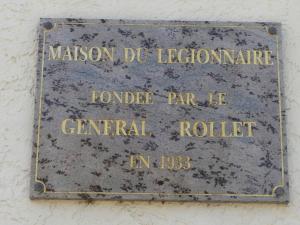 MAISON DU LEGIONNAIRE
FONDEE PAR LE
GENERAL ROLLET
EN 1933